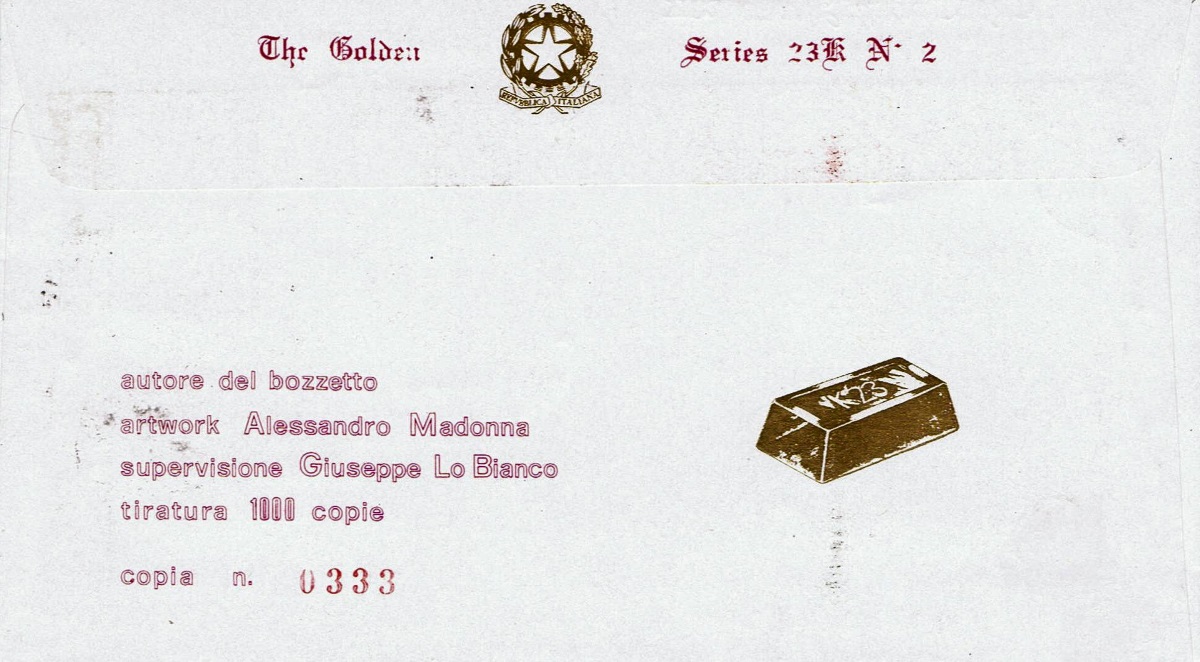 The Golden Series 23K N° 2
REPVBBLICA ITALIANA
autore del bozzetto
artwork Alessandro Madonna
supervisione Giuseppe Lo Bianco
tiratura 1000 copie
copia n. 0333
K23